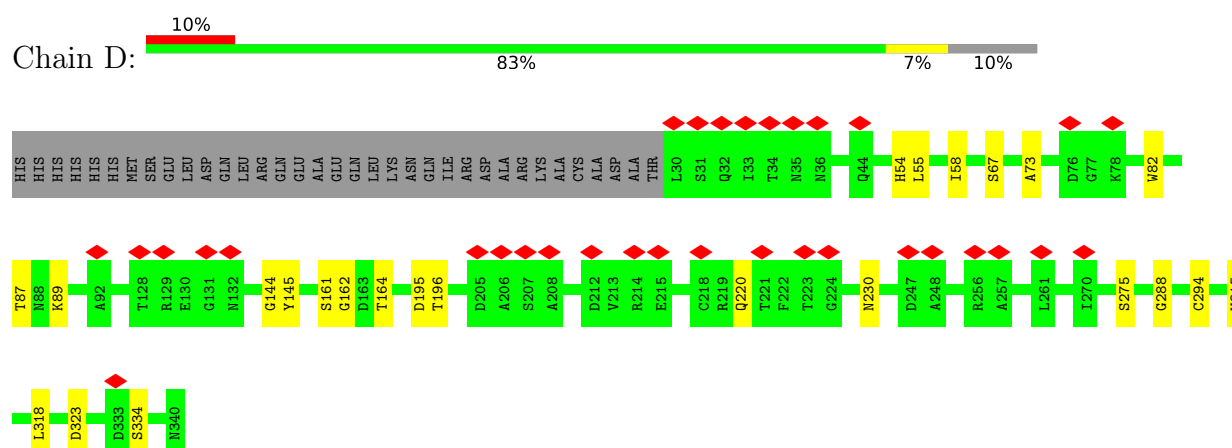 10%
Chain D:
83% 7% 10%
HIS HIS HIS HIS HIS HIS MET SER GLU LEU ASP GLN LEU ARG GLN GLU ALA GLU GLN LEU LYS ASN GLN ILE ARG ASP ALA ARG LYS ALA CYS ALA ASP ALA THR L30 S31 Q32 I33 T34 N35 N36 Q44 H54 L55 I58 S67 A73 D76 G77 K78 W82
T87 N88 K89 A92 T128 R129 E130 G131 N132 G144 Y145 S161 G162 D163 T164 D195 T196 D205 A206 S207 A208 D212 V213 R214 E215 C218 R219 Q220 T221 F222 T223 G224 N230 D247 A248 R256 A257 L261 I270 S275 G288 C294
L318 D323 D333 S334 N340